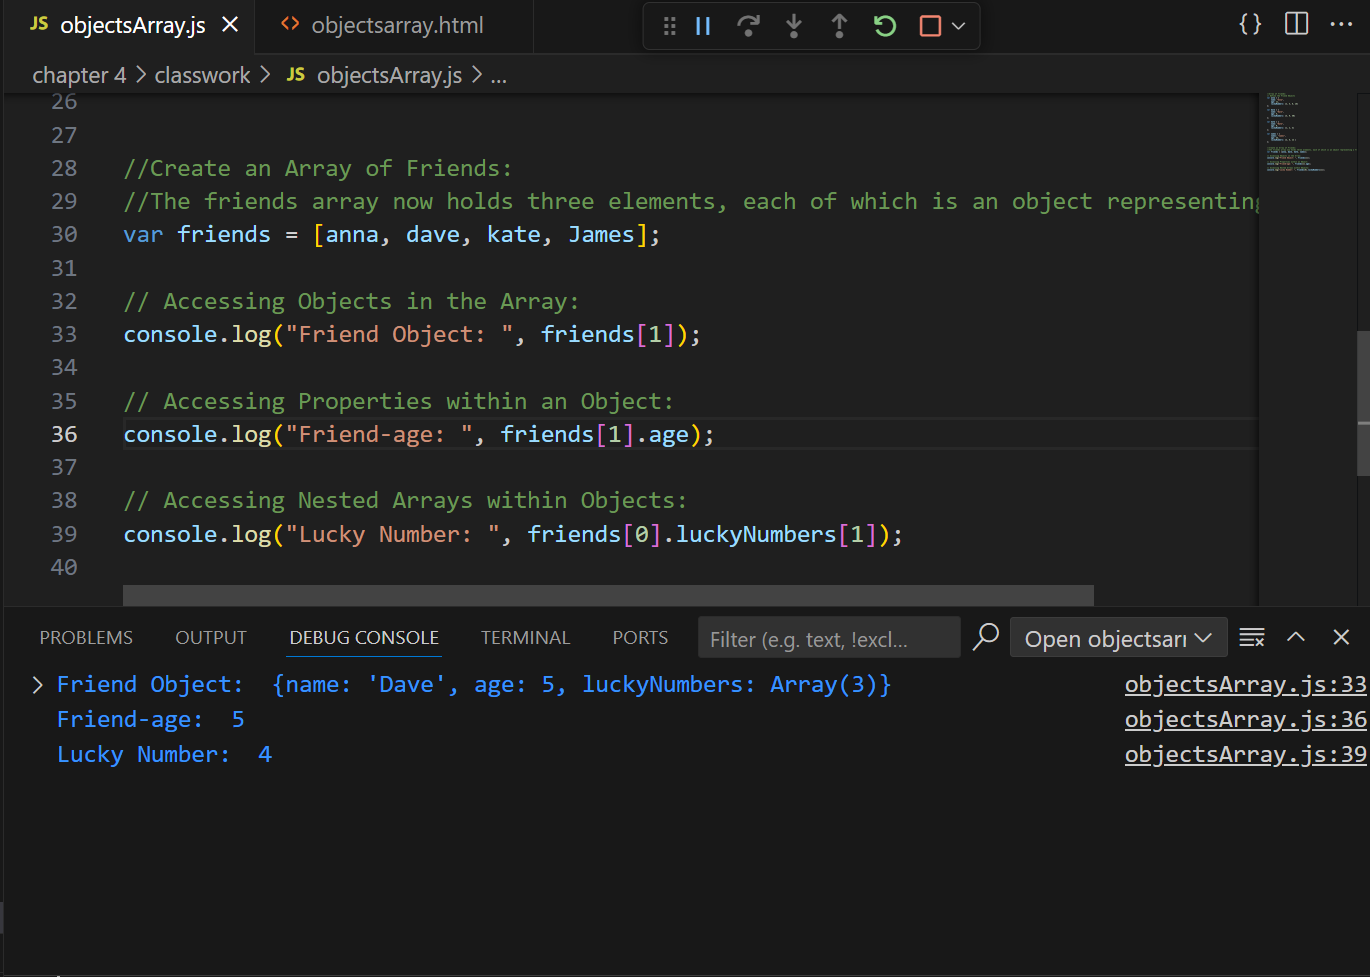 JS objectsArray.js
<> objectsarray.html
{}
chapter 4 > classwork > JS objectsArray.js > ...
26
27
28 //Create an Array of Friends:
29 //The friends array now holds three elements, each of which is an object representing
30 var friends = [anna, dave, kate, James];
31
32 // Accessing Objects in the Array:
33 console.log("Friend Object: ", friends[1]);
34
35 // Accessing Properties within an Object:
36 console.log("Friend-age: ", friends[1].age);
37
38 // Accessing Nested Arrays within Objects:
39 console.log("Lucky Number: ", friends[0].luckyNumbers[1]);
40
PROBLEMS OUTPUT DEBUG CONSOLE TERMINAL PORTS Filter (e.g. text, !excl... Open objectsarr
> Friend Object:  {name: 'Dave', age: 5, luckyNumbers: Array(3)} objectsArray.js:33
Friend-age:  5 objectsArray.js:36
Lucky Number:  4 objectsArray.js:39